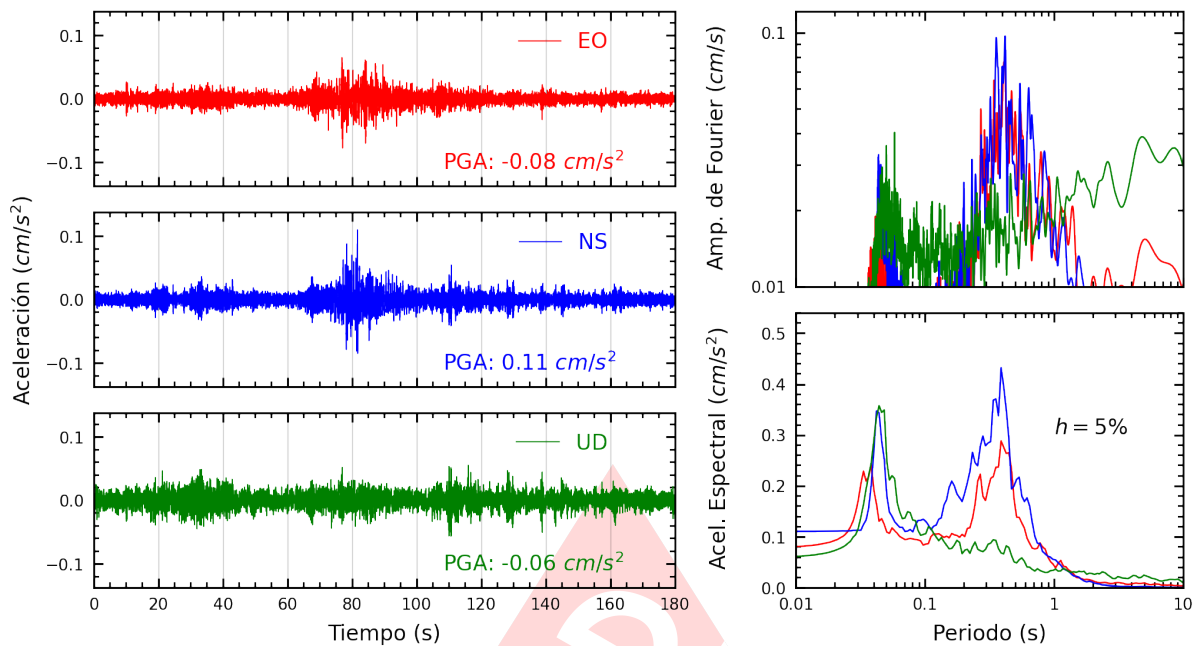 Aceleración (cm/s²)
0.1
0.0
−0.1
EO
PGA: -0.08 cm/s²
0.1
0.0
−0.1
NS
PGA: 0.11 cm/s²
0.1
0.0
−0.1
UD
PGA: -0.06 cm/s²
0 20 40 60 80 100 120 140 160 180
Tiempo (s)
Amp. de Fourier (cm/s)
0.1
0.01
Acel. Espectral (cm/s²)
0.5
0.4
0.3
0.2
0.1
0.0
h = 5%
0.01 0.1 1 10
Periodo (s)